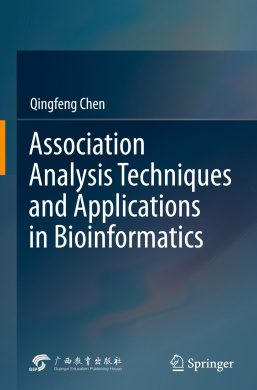 Qingfeng Chen
Association
Analysis Techniques
and Applications
in Bioinformatics
GEP
广西教育出版社
Guangxi Education Publishing House
Springer